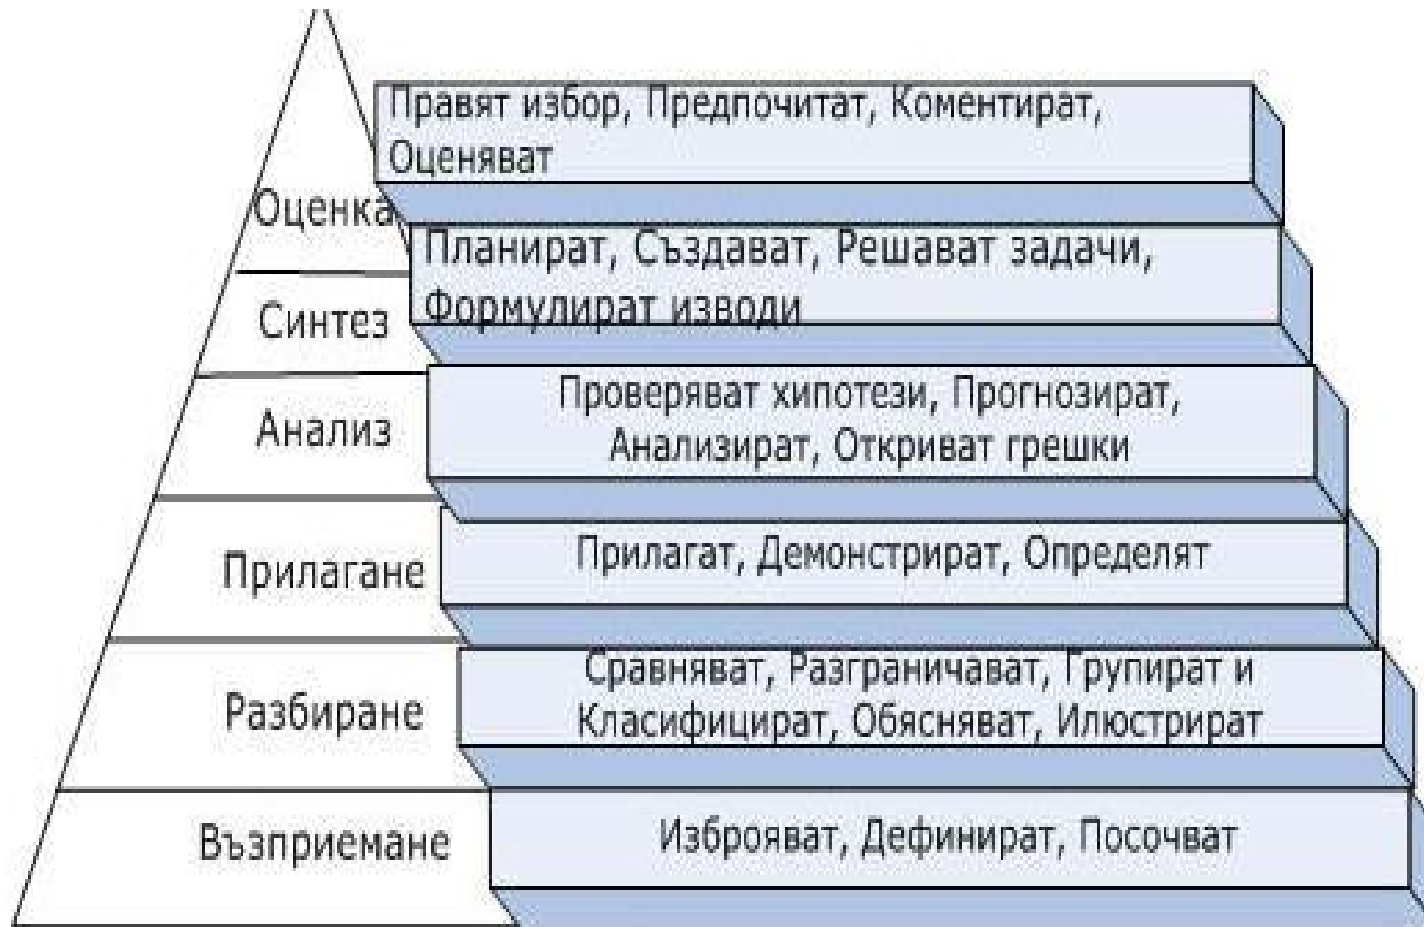 Правят избор, Предпочитат, Коментират,
Оценяват
Оценка
Планират, Създават, Решават задачи,
Формулират изводи
Синтез
Проверяват хипотези, Прогнозират,
Анализират, Откриват грешки
Анализ
Прилагат, Демонстрират, Определят
Прилагане
Сравняват, Разграничават, Групират и
Класифицират, Обясняват, Илюстрират
Разбиране
Изброяват, Дефинират, Посочват
Възприемане